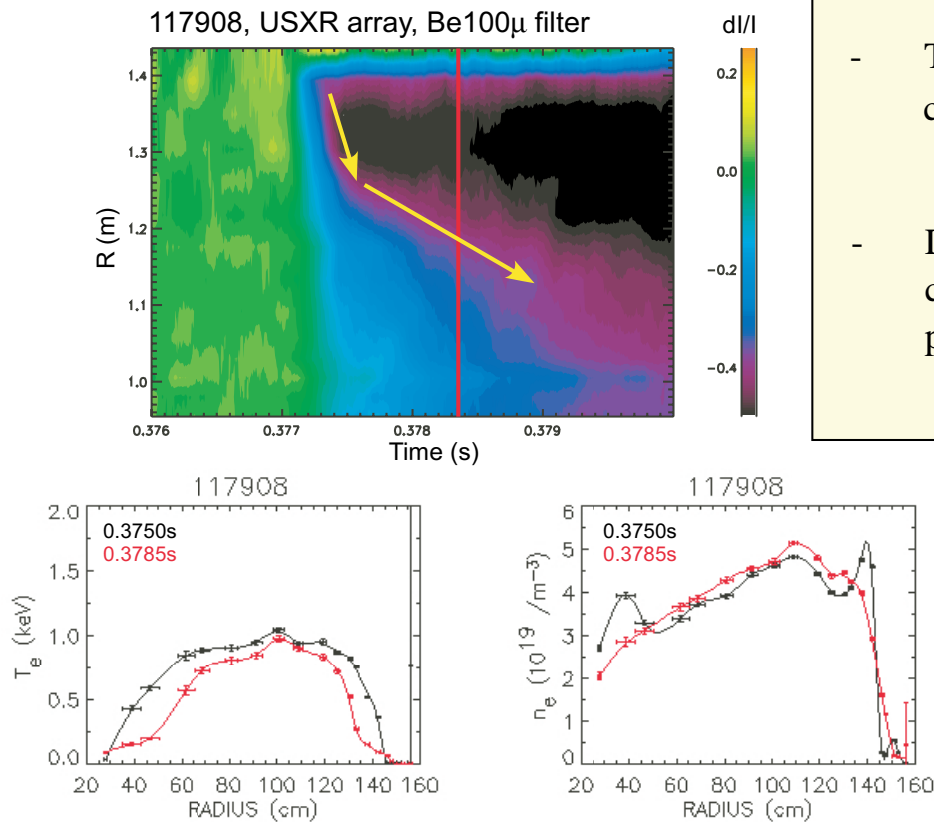 117908, USXR array, Be100μ filter
dI/I
R (m)
1.4
1.3
1.2
1.1
1.0
0.376
0.377
0.378
0.379
Time (s)
0.2
0.0
-0.2
-0.4
- T
c
- I
c
p
117908
T_e (keV)
2.0
1.5
1.0
0.5
0.0
0.3750s
0.3785s
20 40 60 80 100 120 140 160
RADIUS (cm)
117908
n_e (10^19 /m^-3)
6
5
4
3
2
1
0
0.3750s
0.3785s
20 40 60 80 100 120 140 160
RADIUS (cm)